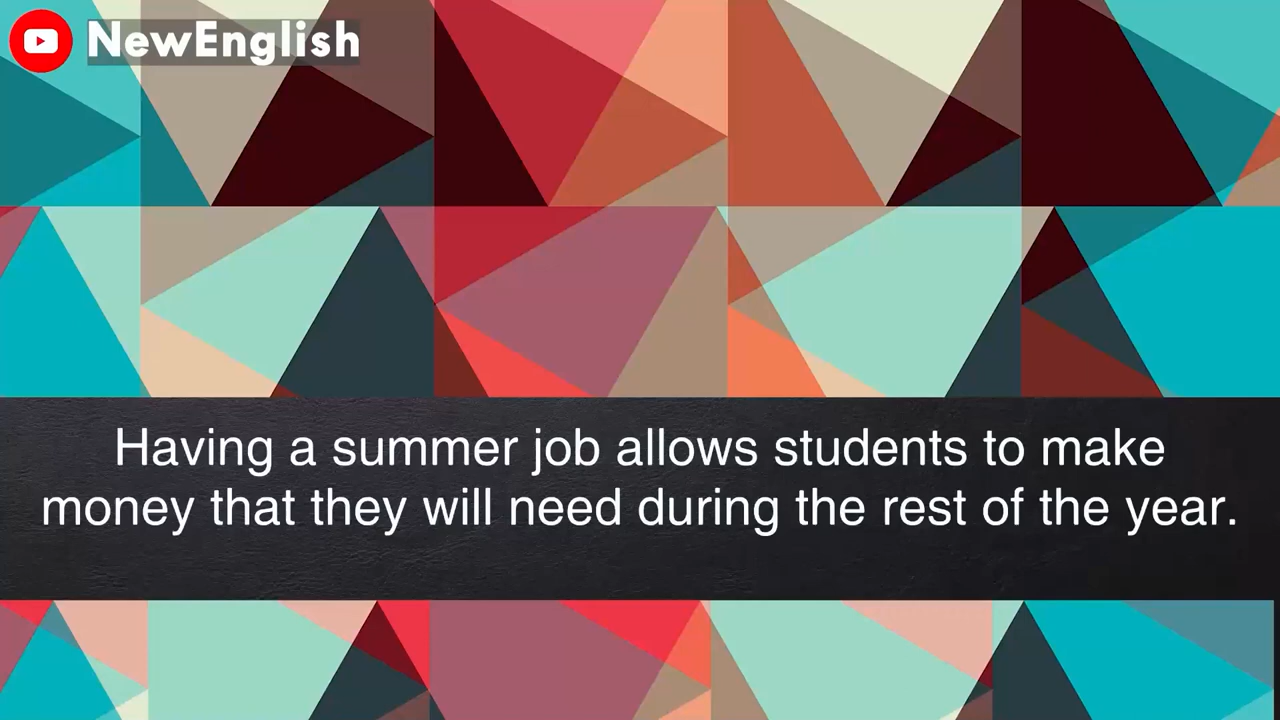 NewEnglish
Having a summer job allows students to make
money that they will need during the rest of the year.